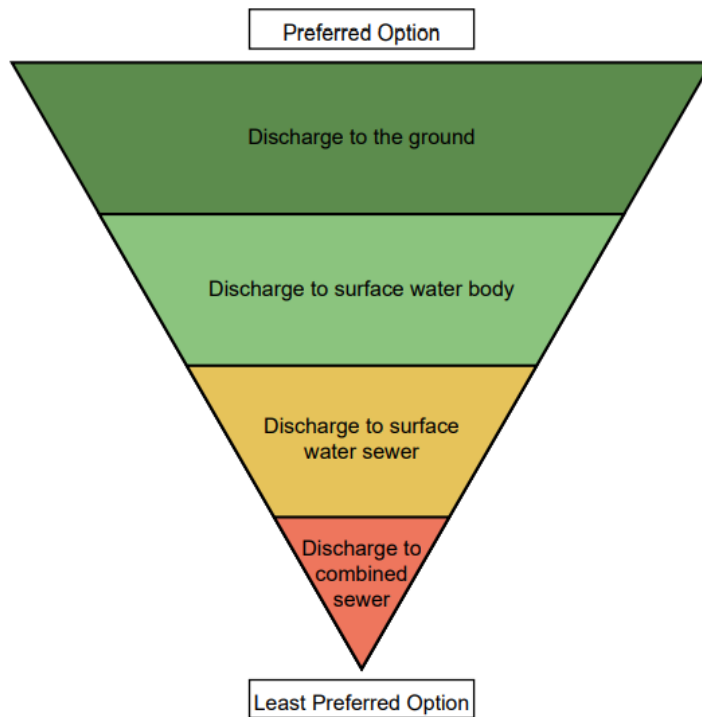 Preferred Option
Discharge to the ground
Discharge to surface water body
Discharge to surface
water sewer
Discharge to
combined
sewer
Least Preferred Option